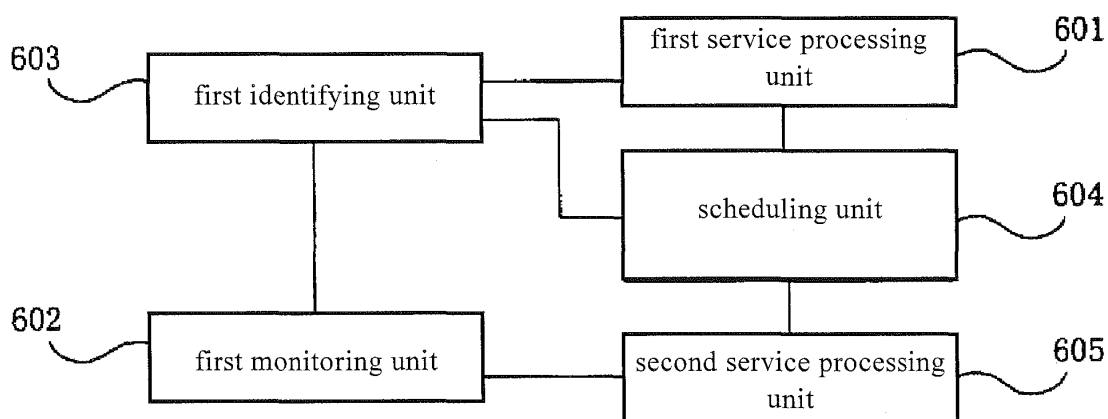 603
first identifying unit
first service processing
unit
601
scheduling unit
604
602
first monitoring unit
second service processing
unit
605